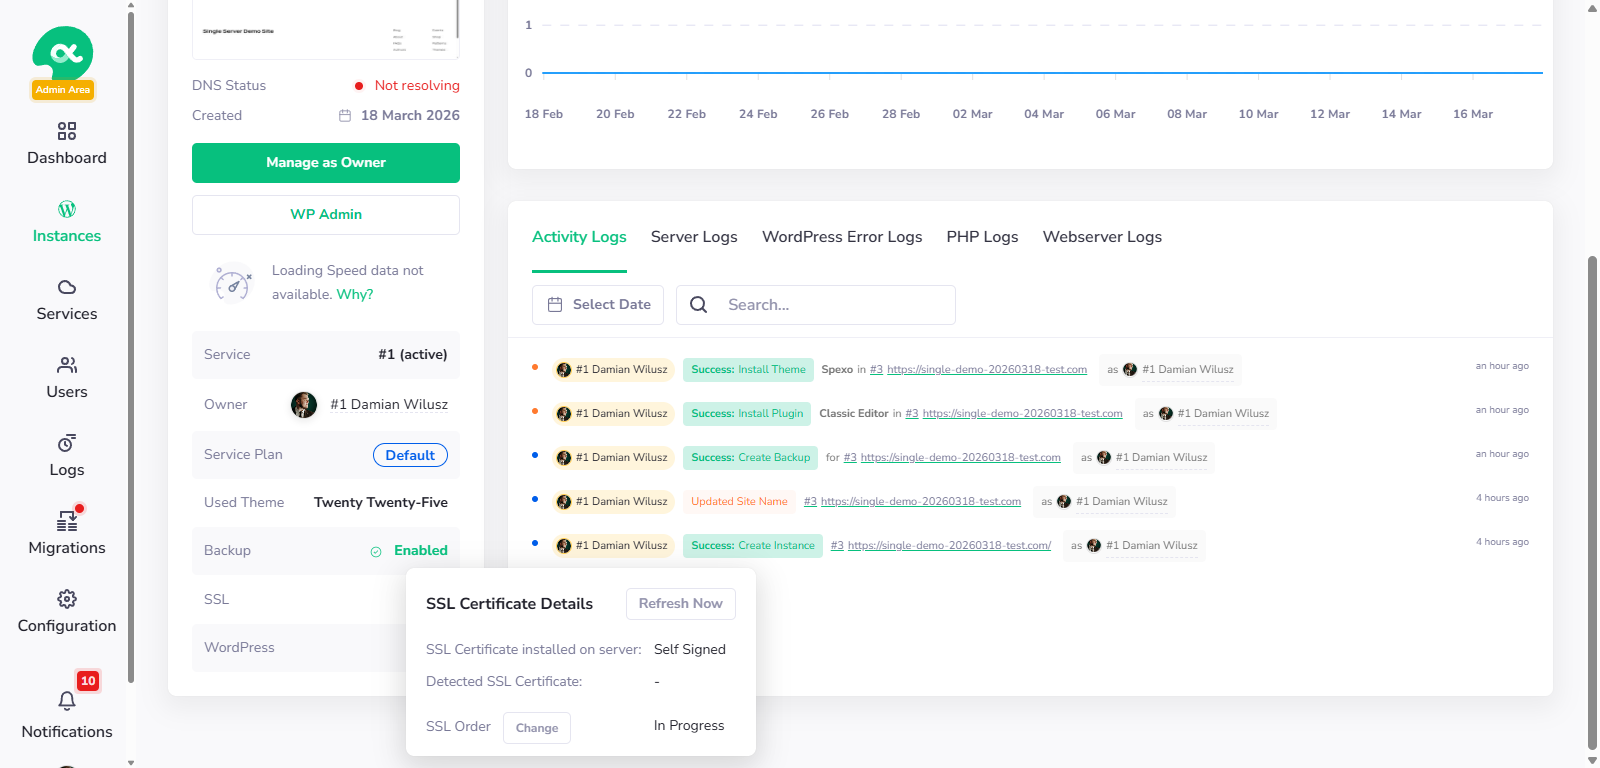 Admin Area
Dashboard
Instances
Services
Users
Logs
Migrations
Configuration
10
Notifications
Single Server Demo Site
DNS Status Not resolving
Created 18 March 2026
Manage as Owner
WP Admin
Loading Speed data not
available. Why?
Service #1 (active)
Owner #1 Damian Wilusz
Service Plan Default
Used Theme Twenty Twenty-Five
Backup Enabled
SSL
WordPress
1
0
18 Feb 20 Feb 22 Feb 24 Feb 26 Feb 28 Feb 02 Mar 04 Mar 06 Mar 08 Mar 10 Mar 12 Mar 14 Mar 16 Mar
Activity Logs Server Logs WordPress Error Logs PHP Logs Webserver Logs
Select Date Search...
#1 Damian Wilusz Success: Install Theme Spexo in #3 https://single-demo-20260318-test.com as #1 Damian Wilusz an hour ago
#1 Damian Wilusz Success: Install Plugin Classic Editor in #3 https://single-demo-20260318-test.com as #1 Damian Wilusz an hour ago
#1 Damian Wilusz Success: Create Backup for #3 https://single-demo-20260318-test.com as #1 Damian Wilusz an hour ago
#1 Damian Wilusz Updated Site Name #3 https://single-demo-20260318-test.com as #1 Damian Wilusz 4 hours ago
#1 Damian Wilusz Success: Create Instance #3 https://single-demo-20260318-test.com/ as #1 Damian Wilusz 4 hours ago
SSL Certificate Details Refresh Now
SSL Certificate installed on server: Self Signed
Detected SSL Certificate: -
SSL Order Change In Progress